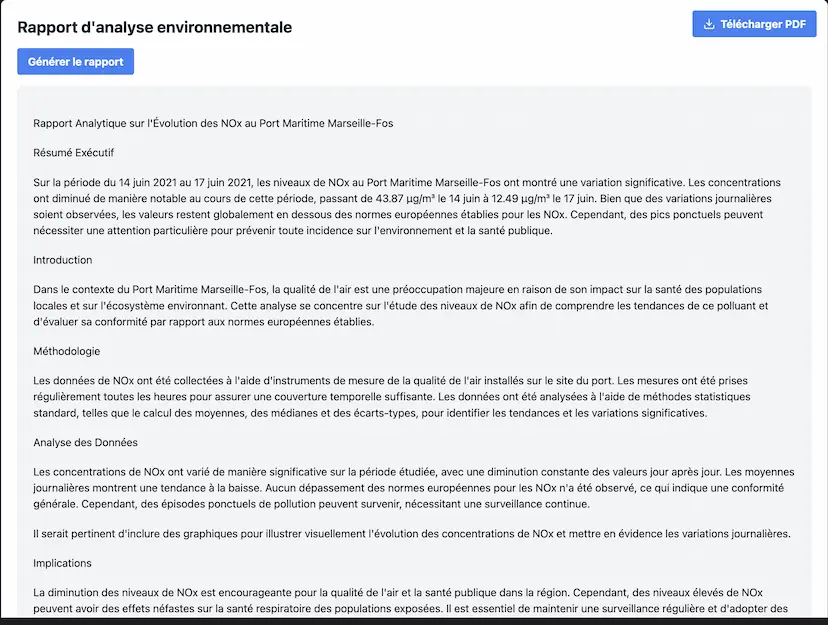 Rapport d'analyse environnementale
Télécharger PDF
Générer le rapport
Rapport Analytique sur l'Évolution des NOx au Port Maritime Marseille-Fos
Résumé Exécutif
Sur la période du 14 juin 2021 au 17 juin 2021, les niveaux de NOx au Port Maritime Marseille-Fos ont montré une variation significative. Les concentrations
ont diminué de manière notable au cours de cette période, passant de 43.87 µg/m³ le 14 juin à 12.49 µg/m³ le 17 juin. Bien que des variations journalières
soient observées, les valeurs restent globalement en dessous des normes européennes établies pour les NOx. Cependant, des pics ponctuels peuvent
nécessiter une attention particulière pour prévenir toute incidence sur l'environnement et la santé publique.
Introduction
Dans le contexte du Port Maritime Marseille-Fos, la qualité de l'air est une préoccupation majeure en raison de son impact sur la santé des populations
locales et sur l'écosystème environnant. Cette analyse se concentre sur l'étude des niveaux de NOx afin de comprendre les tendances de ce polluant et
d'évaluer sa conformité par rapport aux normes européennes établies.
Méthodologie
Les données de NOx ont été collectées à l'aide d'instruments de mesure de la qualité de l'air installés sur le site du port. Les mesures ont été prises
régulièrement toutes les heures pour assurer une couverture temporelle suffisante. Les données ont été analysées à l'aide de méthodes statistiques
standard, telles que le calcul des moyennes, des médianes et des écarts-types, pour identifier les tendances et les variations significatives.
Analyse des Données
Les concentrations de NOx ont varié de manière significative sur la période étudiée, avec une diminution constante des valeurs jour après jour. Les moyennes
journalières montrent une tendance à la baisse. Aucun dépassement des normes européennes pour les NOx n'a été observé, ce qui indique une conformité
générale. Cependant, des épisodes ponctuels de pollution peuvent survenir, nécessitant une surveillance continue.
Il serait pertinent d'inclure des graphiques pour illustrer visuellement l'évolution des concentrations de NOx et mettre en évidence les variations journalières.
Implications
La diminution des niveaux de NOx est encourageante pour la qualité de l'air et la santé publique dans la région. Cependant, des niveaux élevés de NOx
peuvent avoir des effets néfastes sur la santé respiratoire des populations exposées. Il est essentiel de maintenir une surveillance régulière et d'adopter des